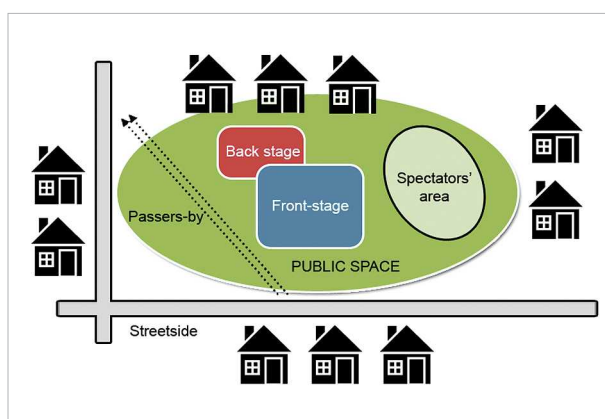 Back stage
Spectators'
area
Front-stage
Passers-by
PUBLIC SPACE
Streetside